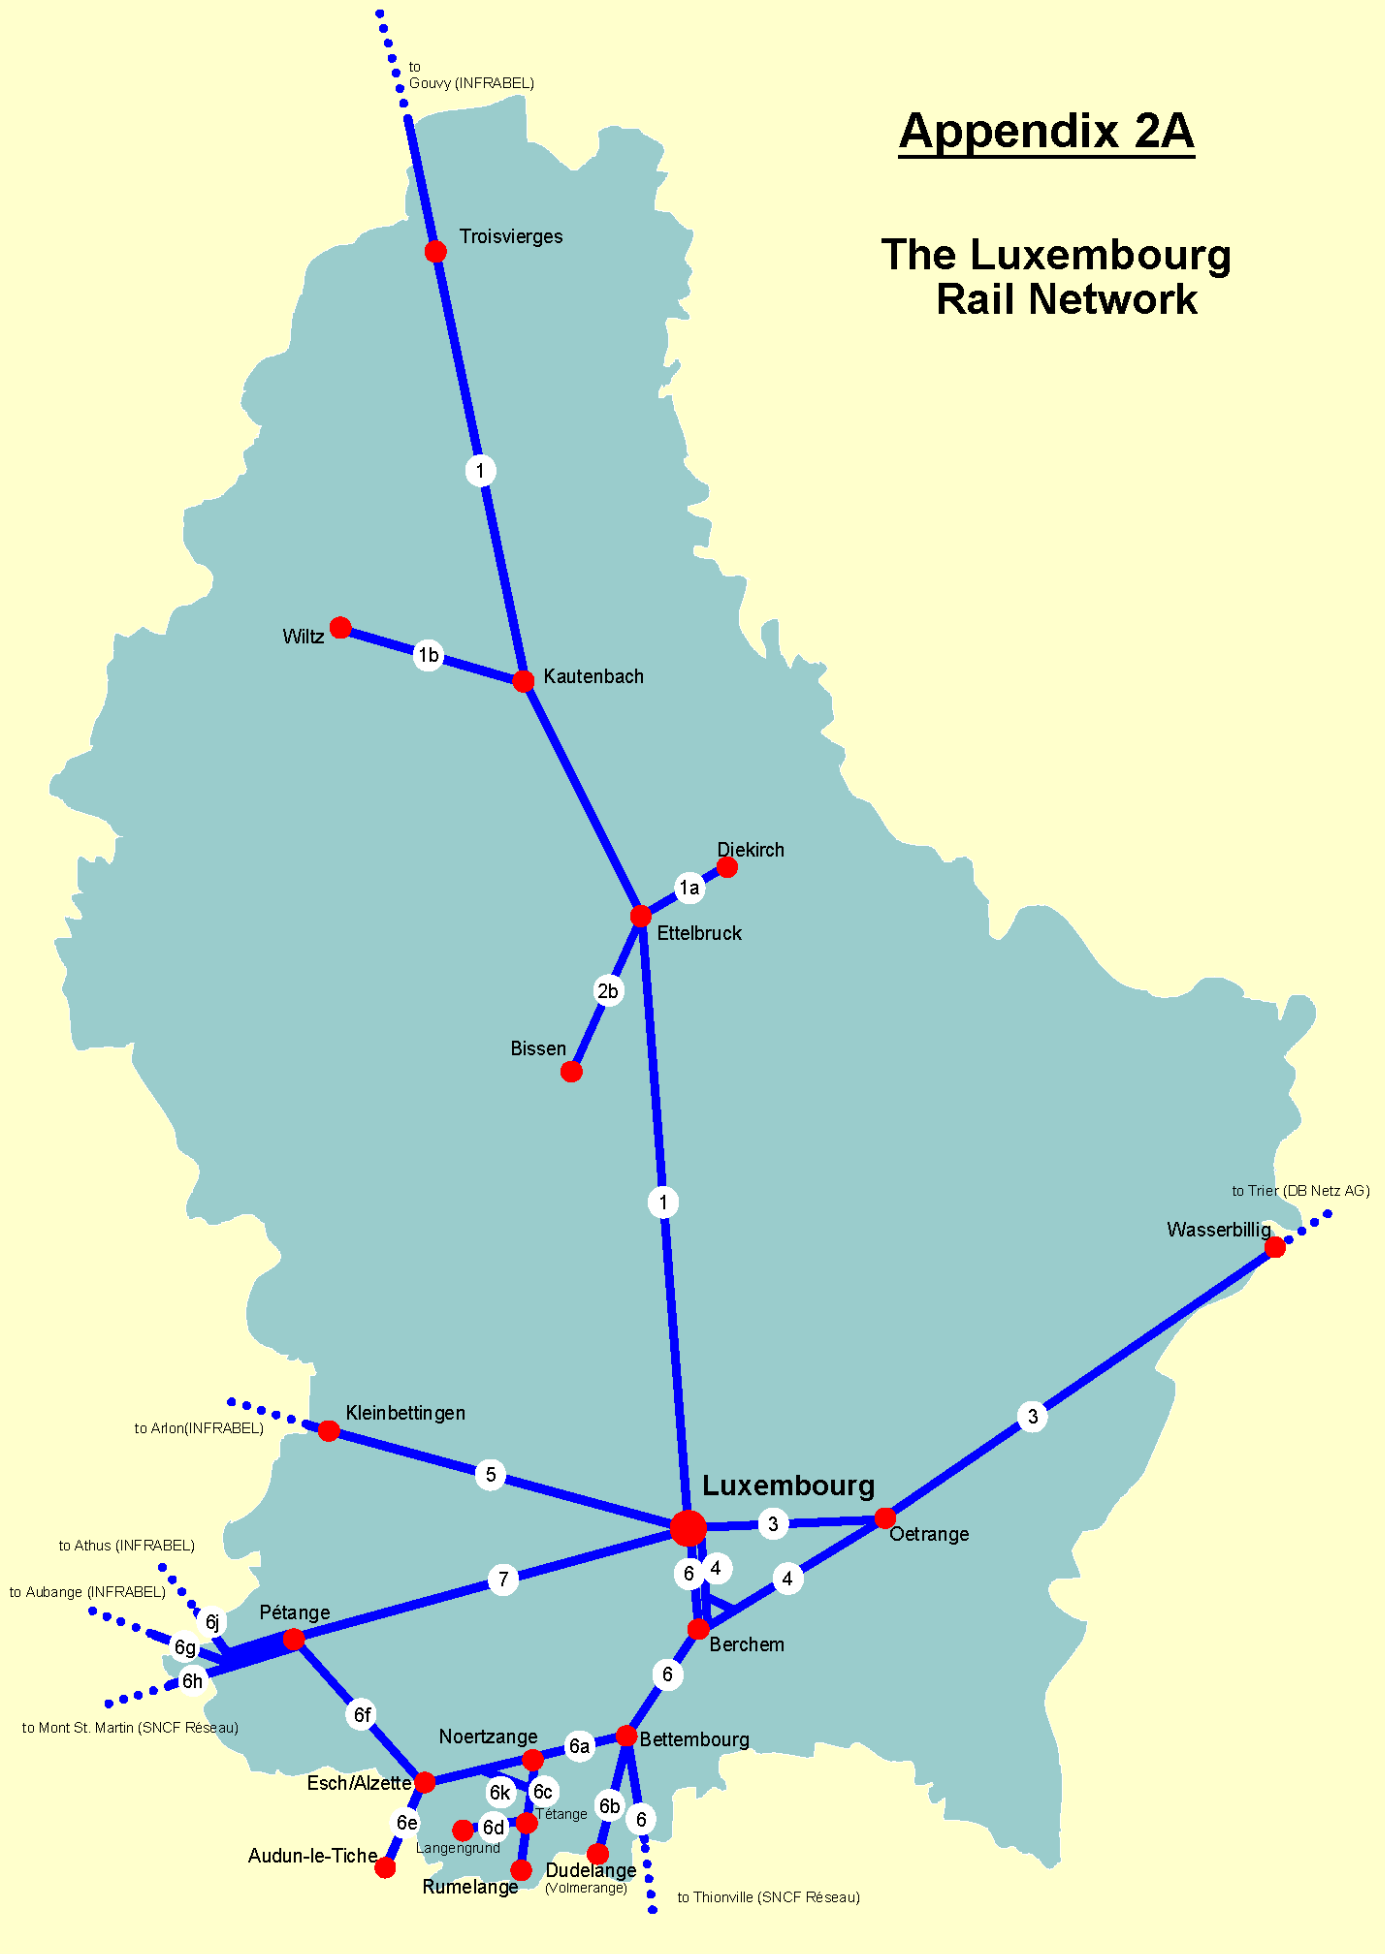 to
Gouvy (INFRABEL)
Appendix 2A
The Luxembourg
Rail Network
Troisvierges
1
Wiltz
1b
Kautenbach
Diekirch
1a
Ettelbruck
2b
Bissen
1
to Trier (DB Netz AG)
Wasserbillig
Kleinbettingen
to Arlon(INFRABEL)
3
5
Luxembourg
3
Oetrange
to Athus (INFRABEL)
6
4
4
7
to Aubange (INFRABEL)
Pétange
6j
6g
Berchem
6h
6
6f
to Mont St. Martin (SNCF Réseau)
Noertzange
6a
Bettembourg
Esch/Alzette
6k
6c
6b
6
Tétange
6e
6d
Langengrund
Audun-le-Tiche
Dudelange
(Volmerange)
Rumelange
to Thionville (SNCF Réseau)